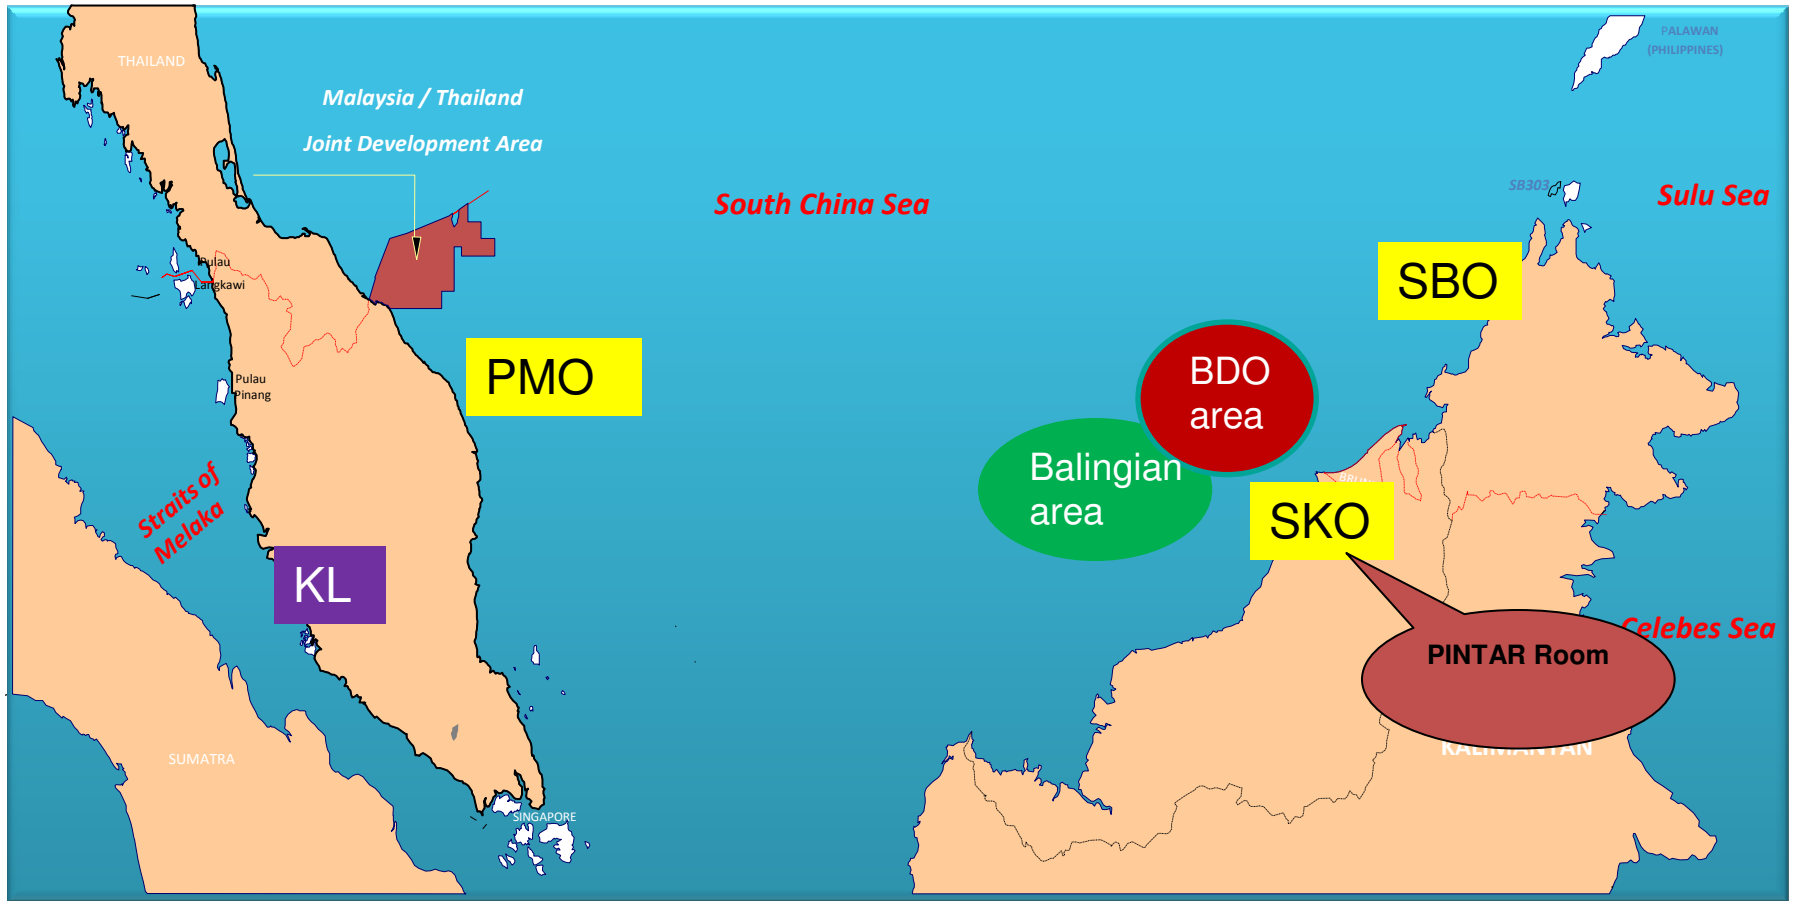 THAILAND
Malaysia / Thailand
Joint Development Area
PALAWAN
(PHILIPPINES)
South China Sea
SB303
Sulu Sea
Pulau
Langkawi
SBO
PMO
BDO
area
Pulau
Pinang
Balingian
area
Straits of
Melaka
SKO
KL
Celebes Sea
PINTAR Room
KALIMANTAN
SUMATRA
SINGAPORE